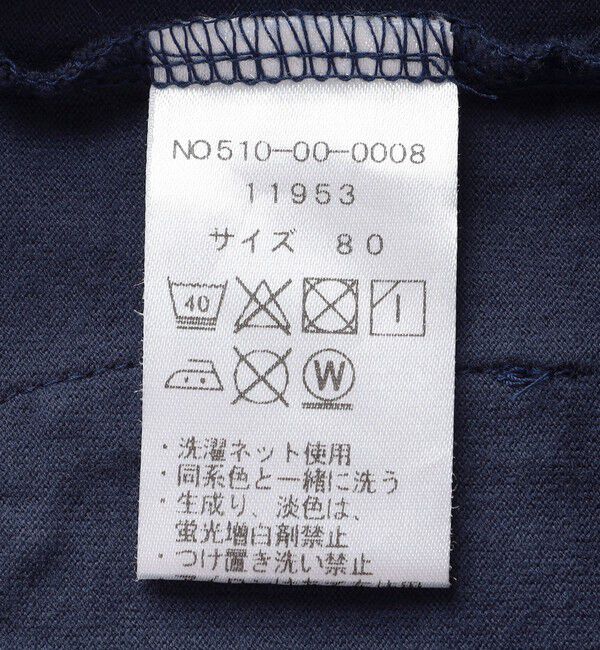 NO510-00-0008
11953
サイズ 80
40
W
・洗濯ネット使用
・同系色と一緒に洗う
・生成り、淡色は、
蛍光増白剤禁止
・つけ置き洗い禁止